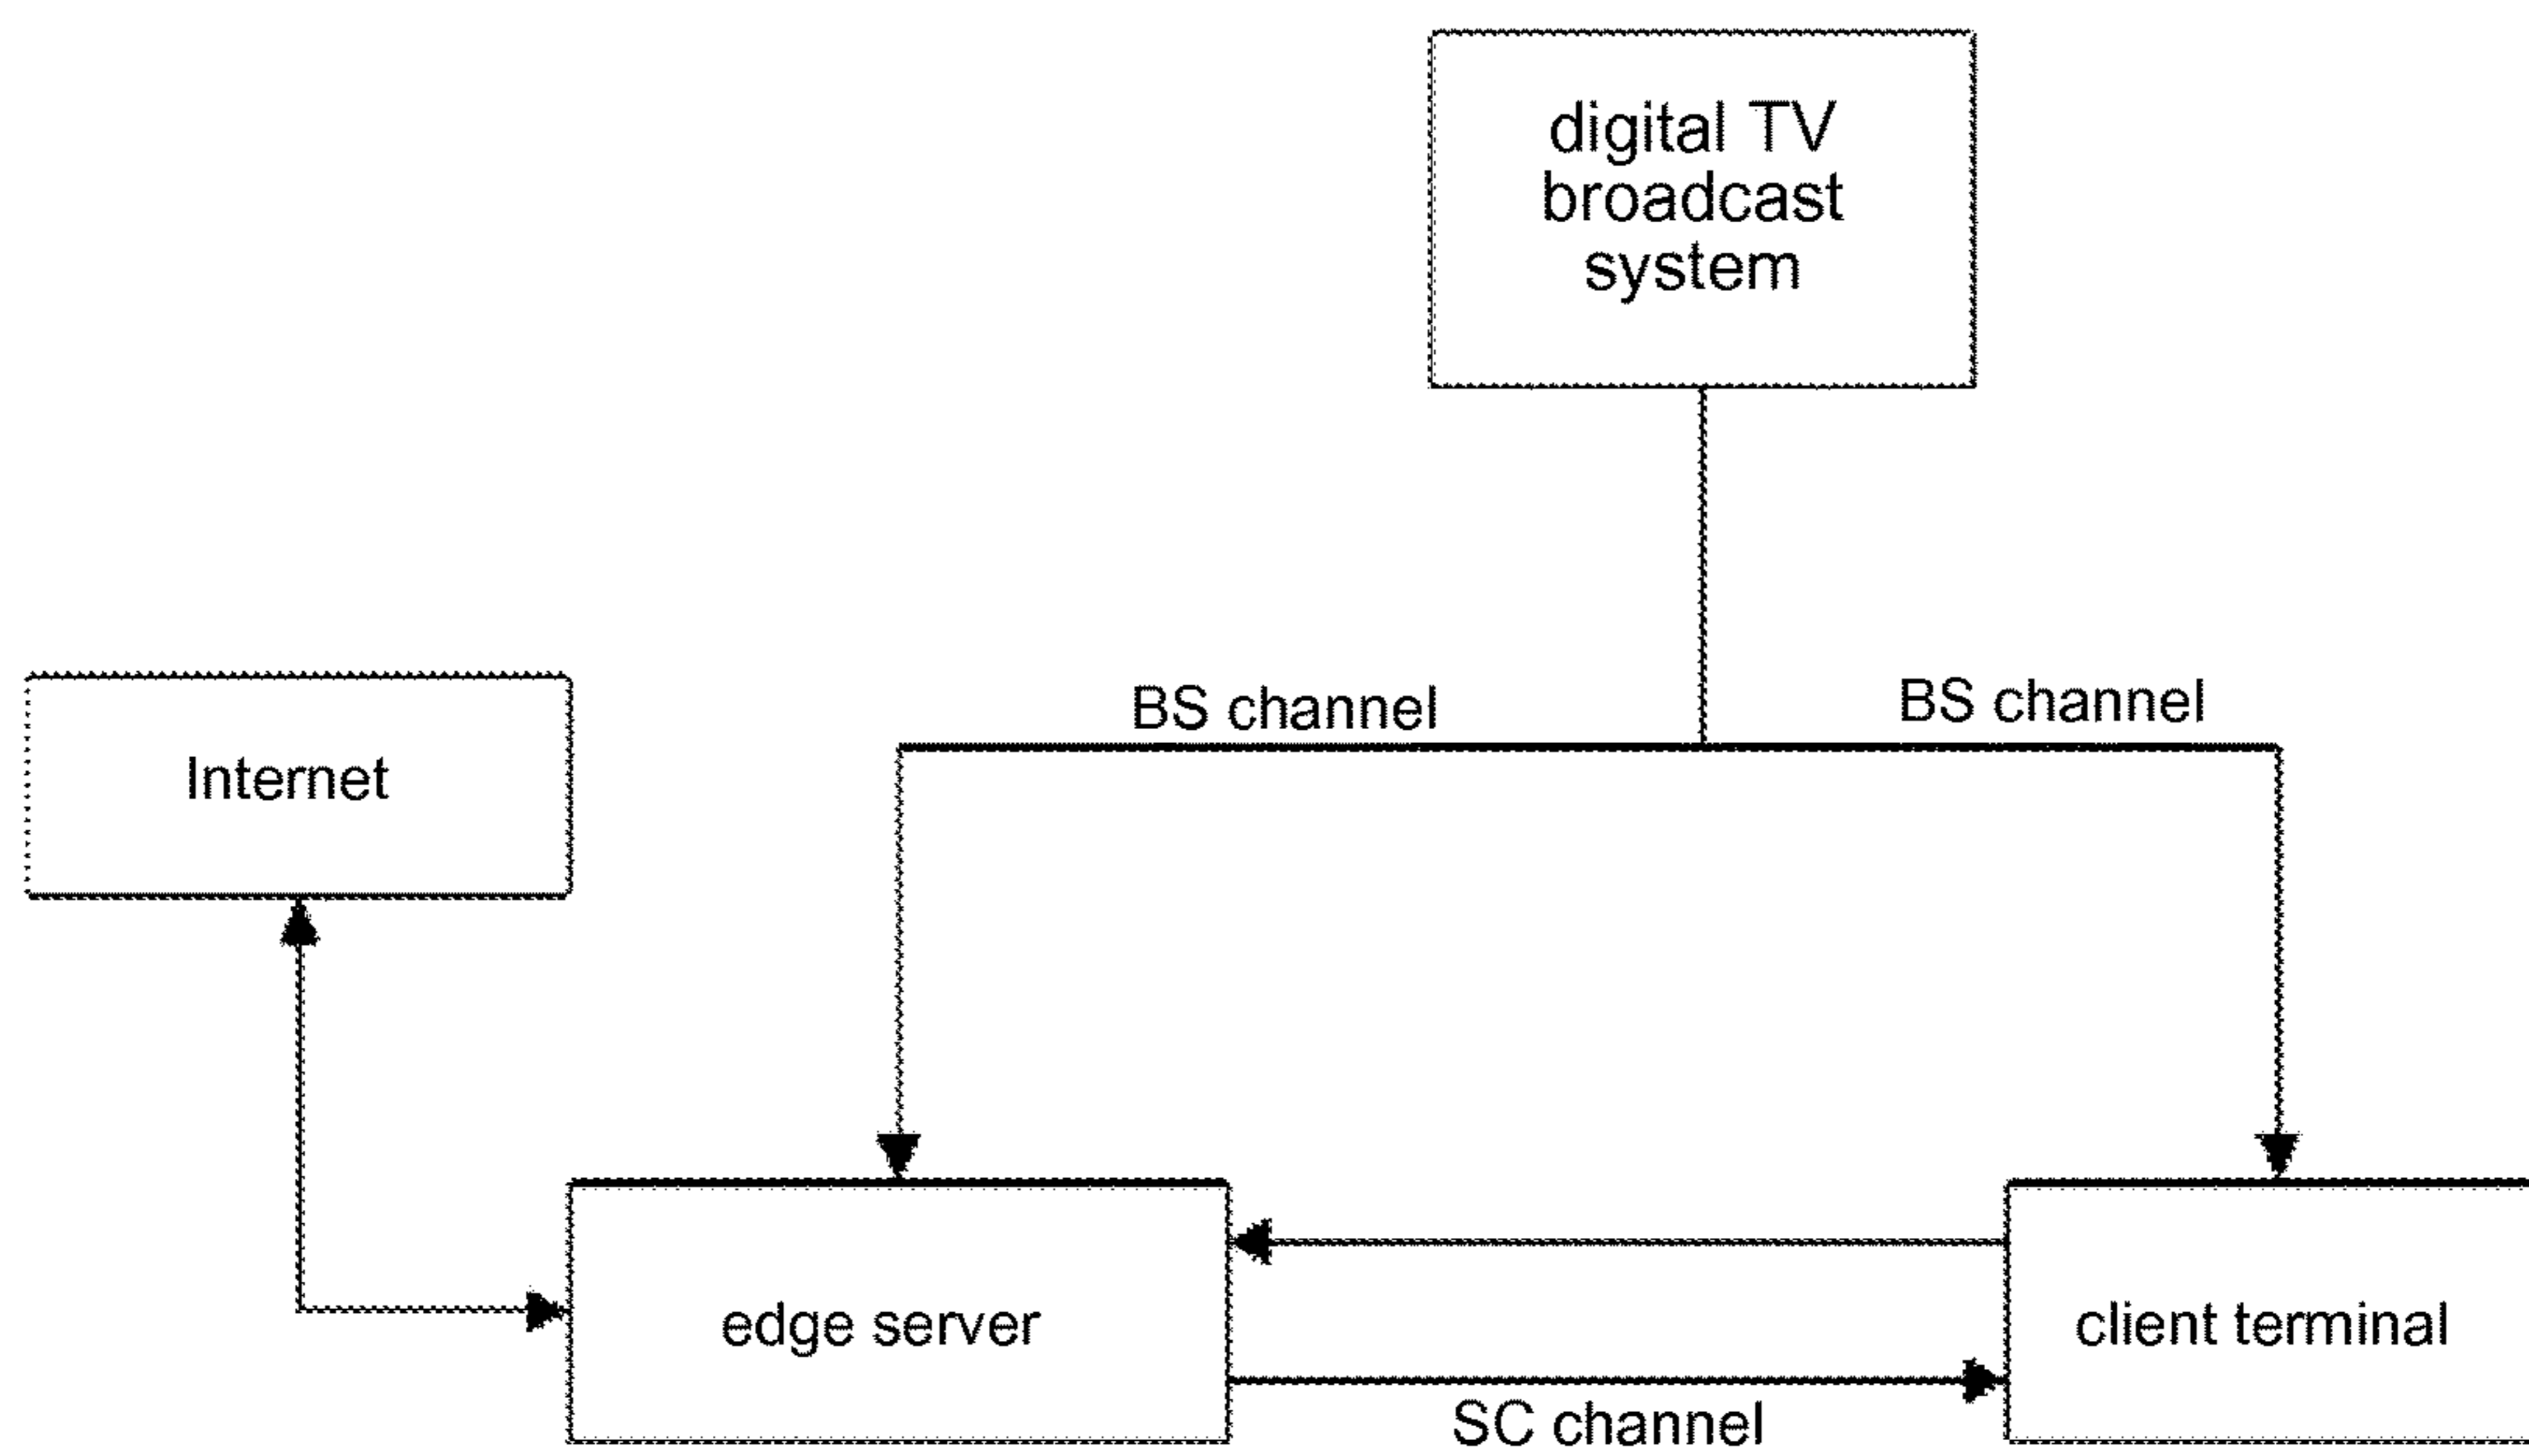 digital TV
broadcast
system
BS channel
BS channel
Internet
edge server
client terminal
SC channel